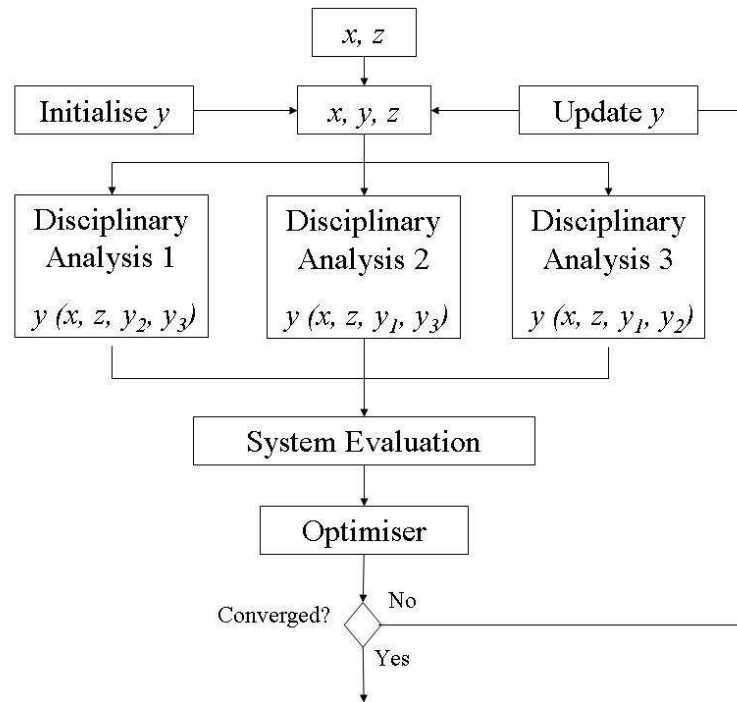 x, z
Initialise y
x, y, z
Update y
Disciplinary
Analysis 1
y (x, z, y₂, y₃)
Disciplinary
Analysis 2
y (x, z, y₁, y₃)
Disciplinary
Analysis 3
y (x, z, y₁, y₂)
System Evaluation
Optimiser
Converged?
No
Yes